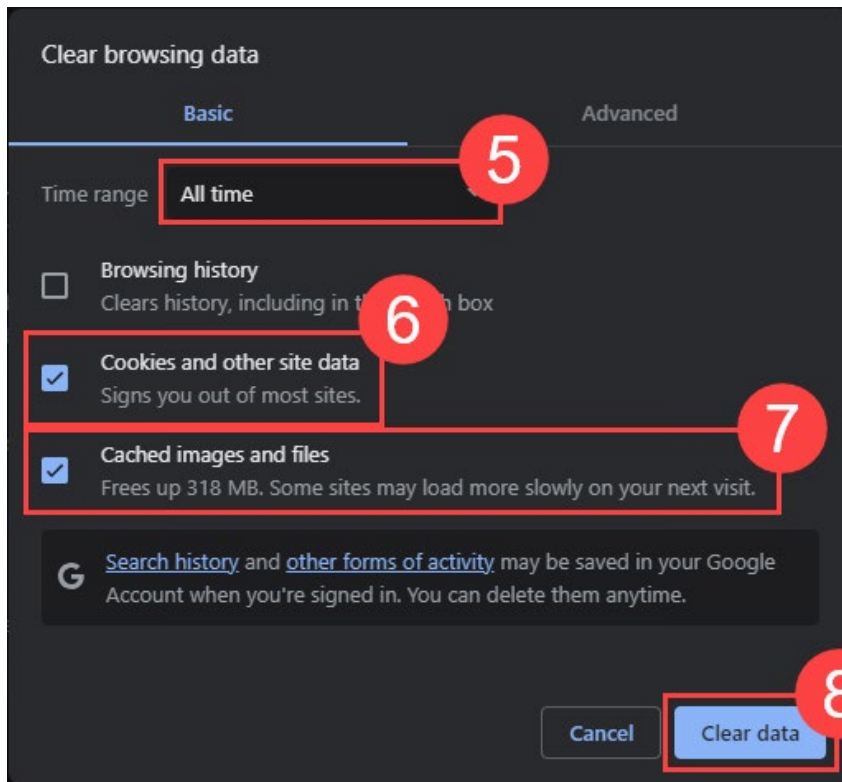 Clear browsing data
Basic
Advanced
5
Time range
All time
Browsing history
Clears history, including in box
6
Cookies and other site data
Signs you out of most sites.
7
Cached images and files
Frees up 318 MB. Some sites may load more slowly on your next visit.
G
Search history and other forms of activity may be saved in your Google
Account when you're signed in. You can delete them anytime.
8
Cancel
Clear data